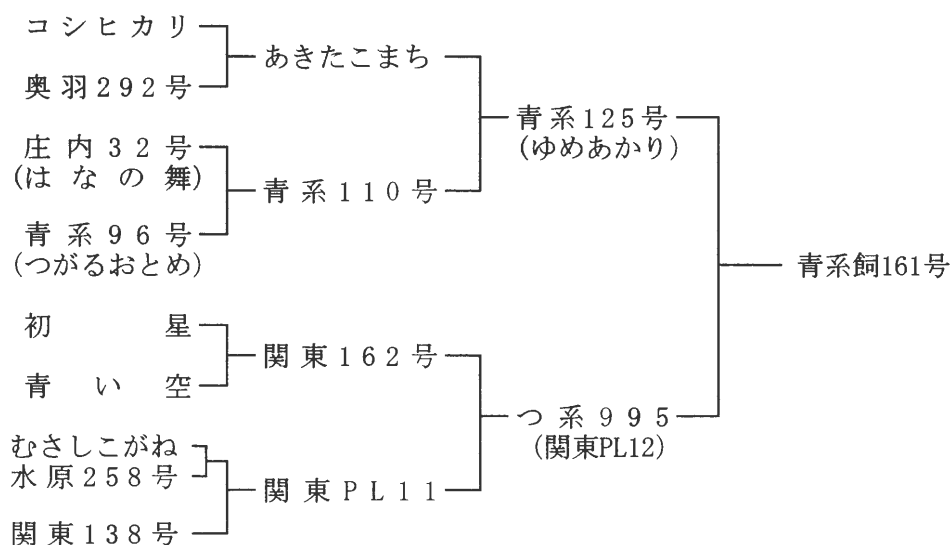 コシヒカリ
あきたこまち
奥羽292号
青系125号
(ゆめあかり)
庄内32号
(はなの舞)
青系110号
青系96号
(つがるおとめ)
青系飼161号
初星
関東162号
青い空
つ系995
(関東PL12)
むさしこがね
水原258号
関東PL11
関東138号